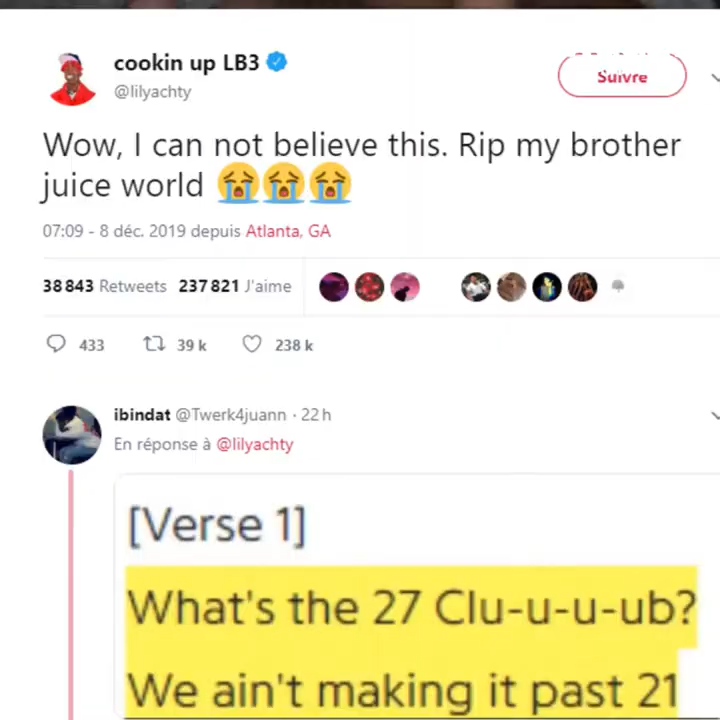 cookin up LB3
@lilyachty
Suivre
Wow, I can not believe this. Rip my brother
juice world 😭😭😭
07:09 - 8 déc. 2019 depuis Atlanta, GA
38 843 Retweets 237 821 J'aime
433 39 k 238 k
ibindat @Twerk4juann · 22 h
En réponse à @lilyachty
[Verse 1]
What's the 27 Clu-u-u-ub?
We ain't making it past 21